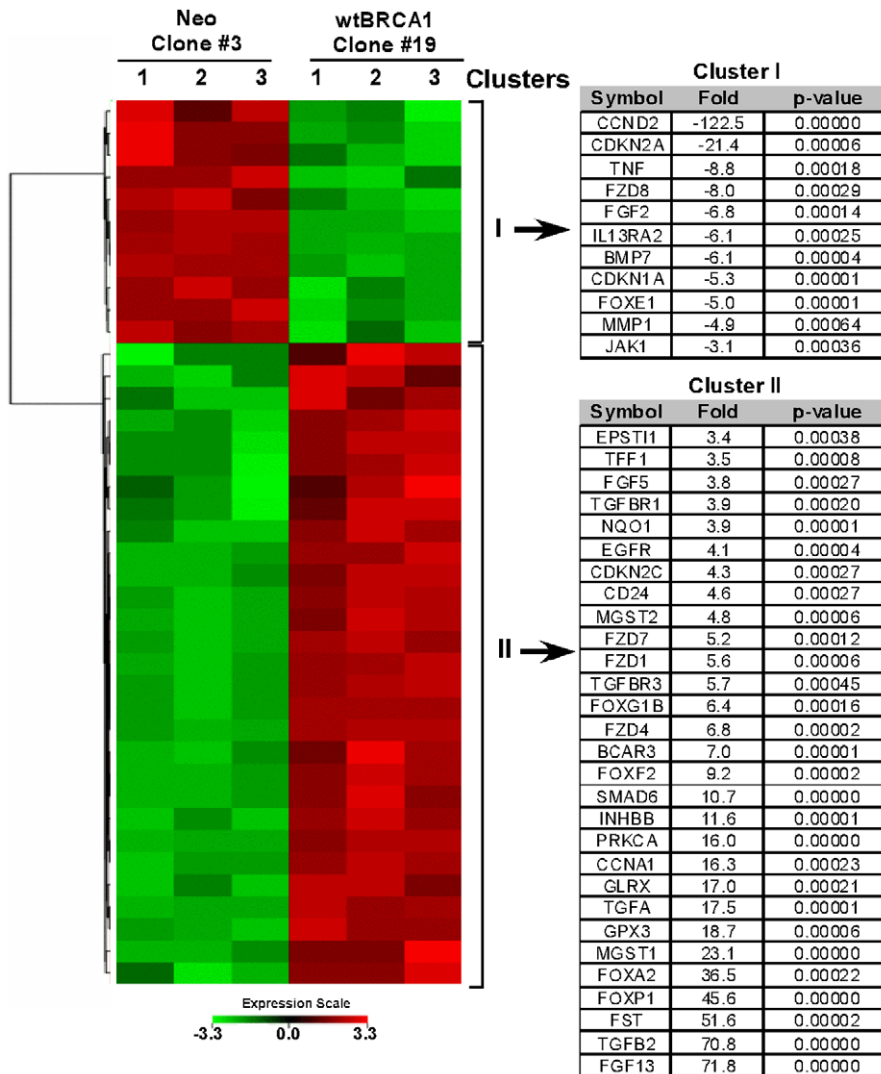 Neo
Clone #3
wtBRCA1
Clone #19
1 2 3 1 2 3 Clusters
I
II
Expression Scale
-3.3 0.0 3.3
Cluster I
Symbol Fold p-value
CCND2 -122.5 0.00000
CDKN2A -21.4 0.00006
TNF -8.8 0.00018
FZD8 -8.0 0.00029
FGF2 -6.8 0.00014
IL13RA2 -6.1 0.00025
BMP7 -6.1 0.00004
CDKN1A -5.3 0.00001
FOXE1 -5.0 0.00001
MMP1 -4.9 0.00064
JAK1 -3.1 0.00036
Cluster II
Symbol Fold p-value
EPSTI1 3.4 0.00038
TFF1 3.5 0.00008
FGF5 3.8 0.00027
TGFBR1 3.9 0.00020
NQO1 3.9 0.00001
EGFR 4.1 0.00004
CDKN2C 4.3 0.00027
CD24 4.6 0.00027
MGST2 4.8 0.00006
FZD7 5.2 0.00012
FZD1 5.6 0.00006
TGFBR3 5.7 0.00045
FOXG1B 6.4 0.00016
FZD4 6.8 0.00002
BCAR3 7.0 0.00001
FOXF2 9.2 0.00002
SMAD6 10.7 0.00000
INHBB 11.6 0.00001
PRKCA 16.0 0.00000
CCNA1 16.3 0.00023
GLRX 17.0 0.00021
TGFA 17.5 0.00001
GPX3 18.7 0.00006
MGST1 23.1 0.00000
FOXA2 36.5 0.00022
FOXP1 45.6 0.00000
FST 51.6 0.00002
TGFB2 70.8 0.00000
FGF13 71.8 0.00000